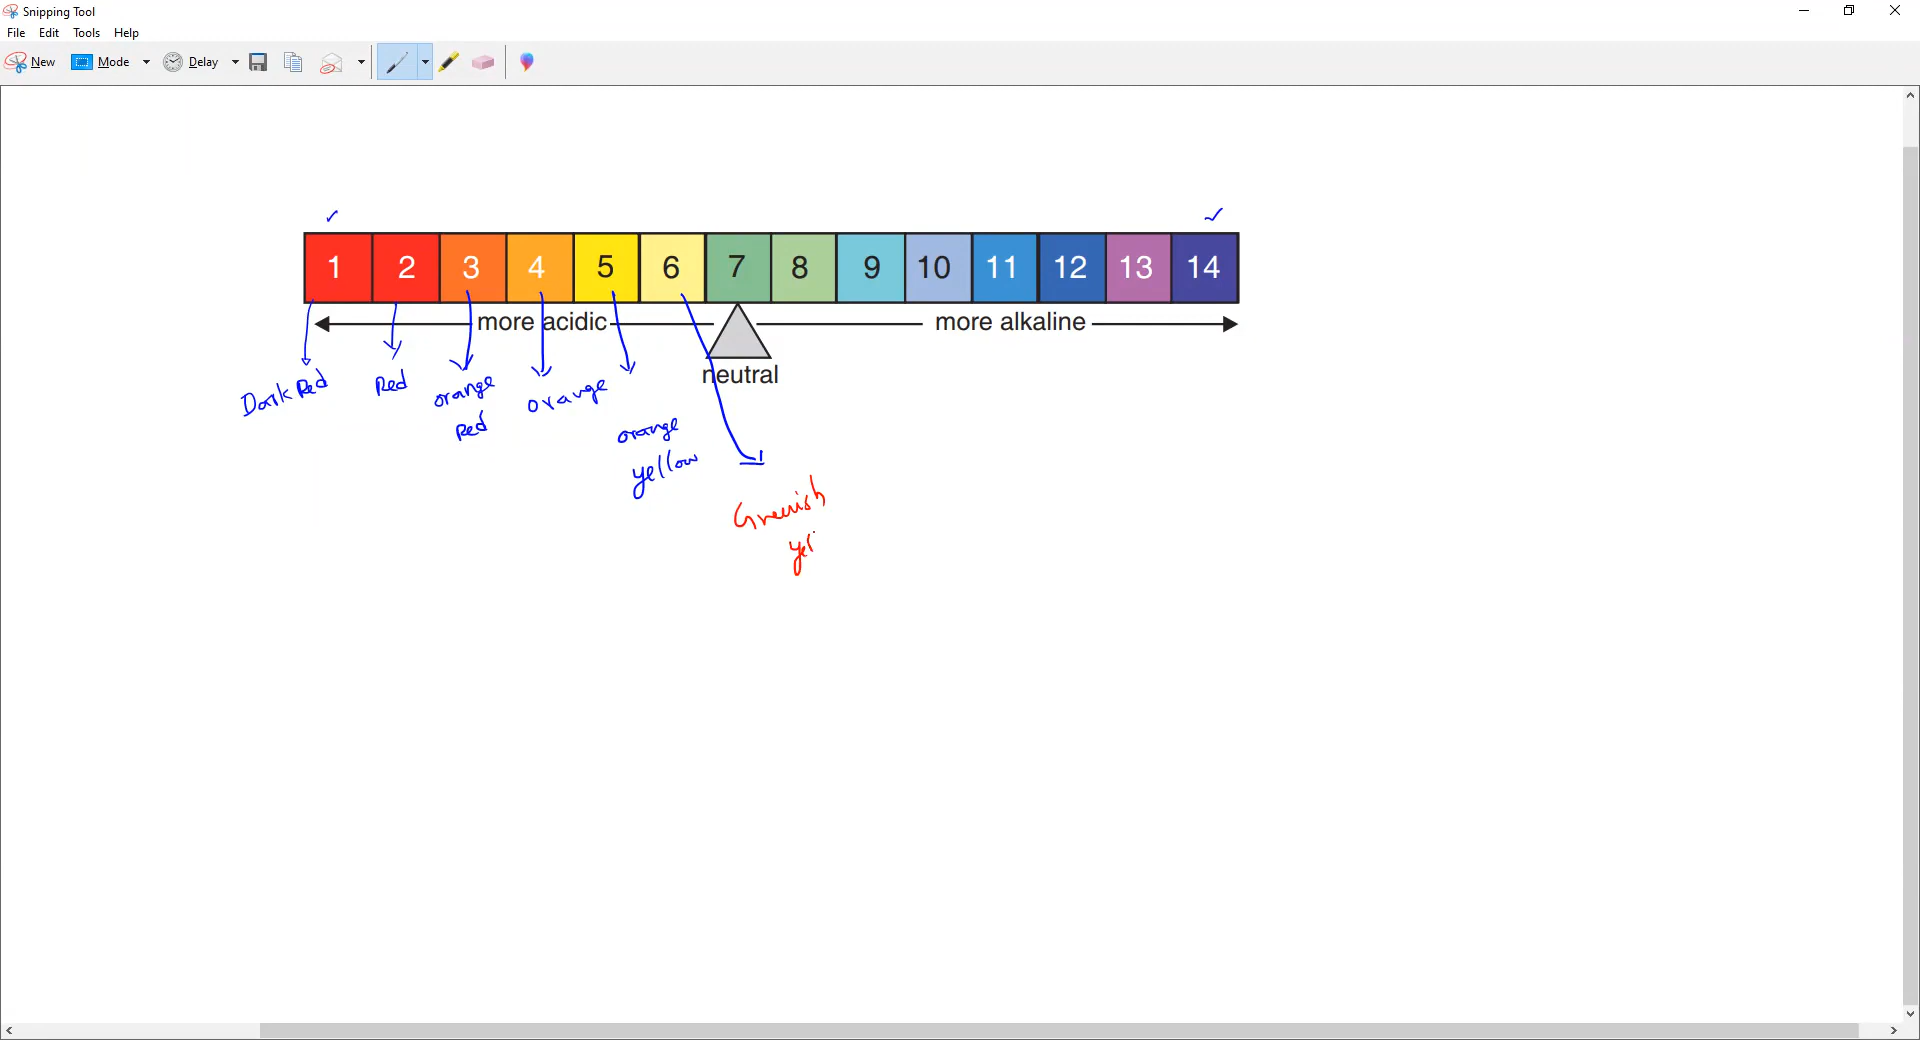 Snipping Tool
File Edit Tools Help
New Mode Delay
1 2 3 4 5 6 7 8 9 10 11 12 13 14
more acidic more alkaline
neutral
Dark Red
Red
orange
Red
orange
orange
yellow
Greenish
yel